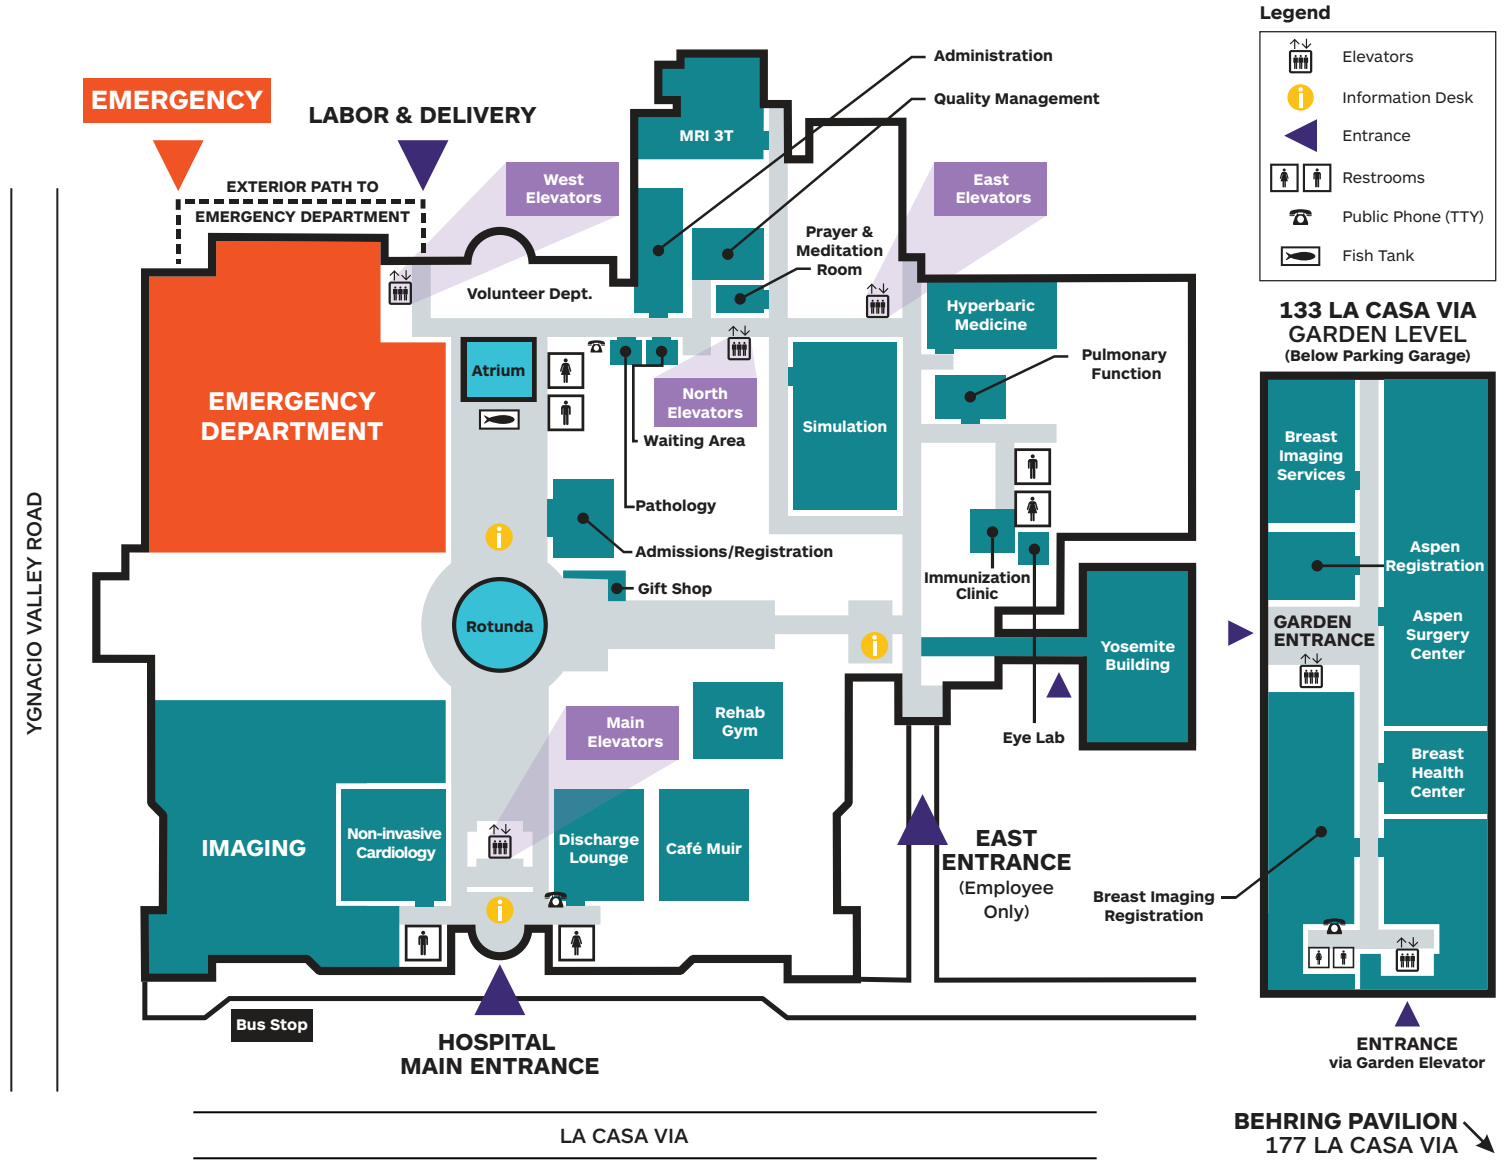 Legend
Elevators
Information Desk
Entrance
Restrooms
Public Phone (TTY)
Fish Tank
EMERGENCY
LABOR & DELIVERY
EXTERIOR PATH TO
EMERGENCY DEPARTMENT
West
Elevators
Volunteer Dept.
MRI 3T
Administration
Quality Management
Prayer &
Meditation
Room
East
Elevators
Hyperbaric
Medicine
Pulmonary
Function
Atrium
EMERGENCY
DEPARTMENT
North
Elevators
Waiting Area
Simulation
Pathology
Admissions/Registration
Gift Shop
Immunization
Clinic
Rotunda
Yosemite
Building
Eye Lab
YGNACIO VALLEY ROAD
Main
Elevators
Rehab
Gym
IMAGING
Non-invasive
Cardiology
Discharge
Lounge
Café Muir
EAST
ENTRANCE
(Employee
Only)
Bus Stop
HOSPITAL
MAIN ENTRANCE
LA CASA VIA
133 LA CASA VIA
GARDEN LEVEL
(Below Parking Garage)
Breast
Imaging
Services
Aspen
Registration
GARDEN
ENTRANCE
Aspen
Surgery
Center
Breast
Health
Center
Breast Imaging
Registration
ENTRANCE
via Garden Elevator
BEHRING PAVILION
177 LA CASA VIA